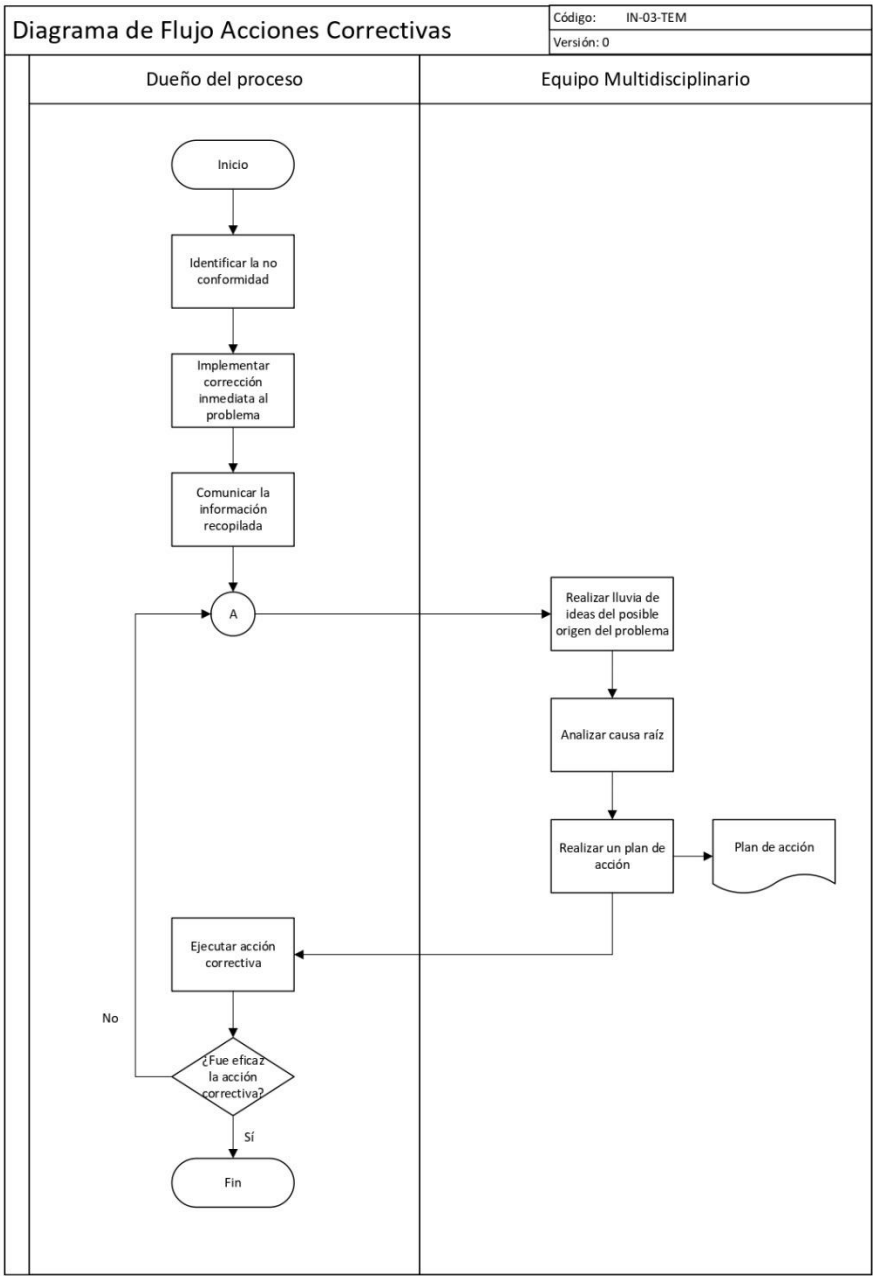 Diagrama de Flujo Acciones Correctivas
Código: IN-03-TEM
Versión: 0
Dueño del proceso
Equipo Multidisciplinario
Inicio
Identificar la no
conformidad
Implementar
corrección
inmediata al
problema
Comunicar la
información
recopilada
A
Realizar lluvia de
ideas del posible
origen del problema
Analizar causa raíz
Realizar un plan de
acción
Plan de acción
Ejecutar acción
correctiva
No
¿Fue eficaz
la acción
correctiva?
Sí
Fin